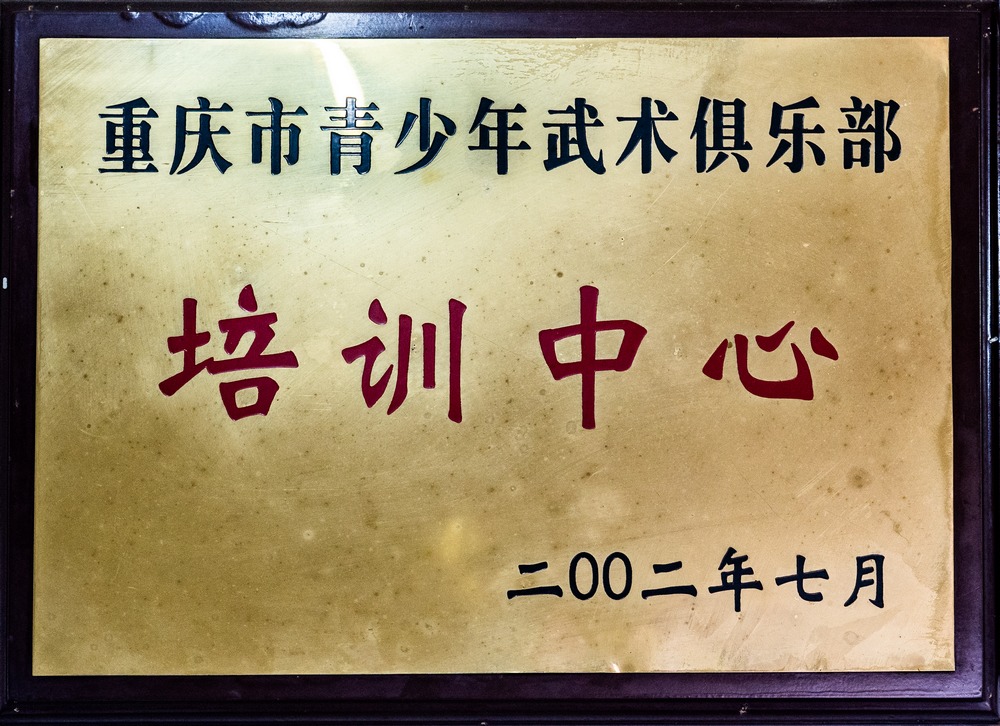 重庆市青少年武术俱乐部
培训中心
二00二年七月